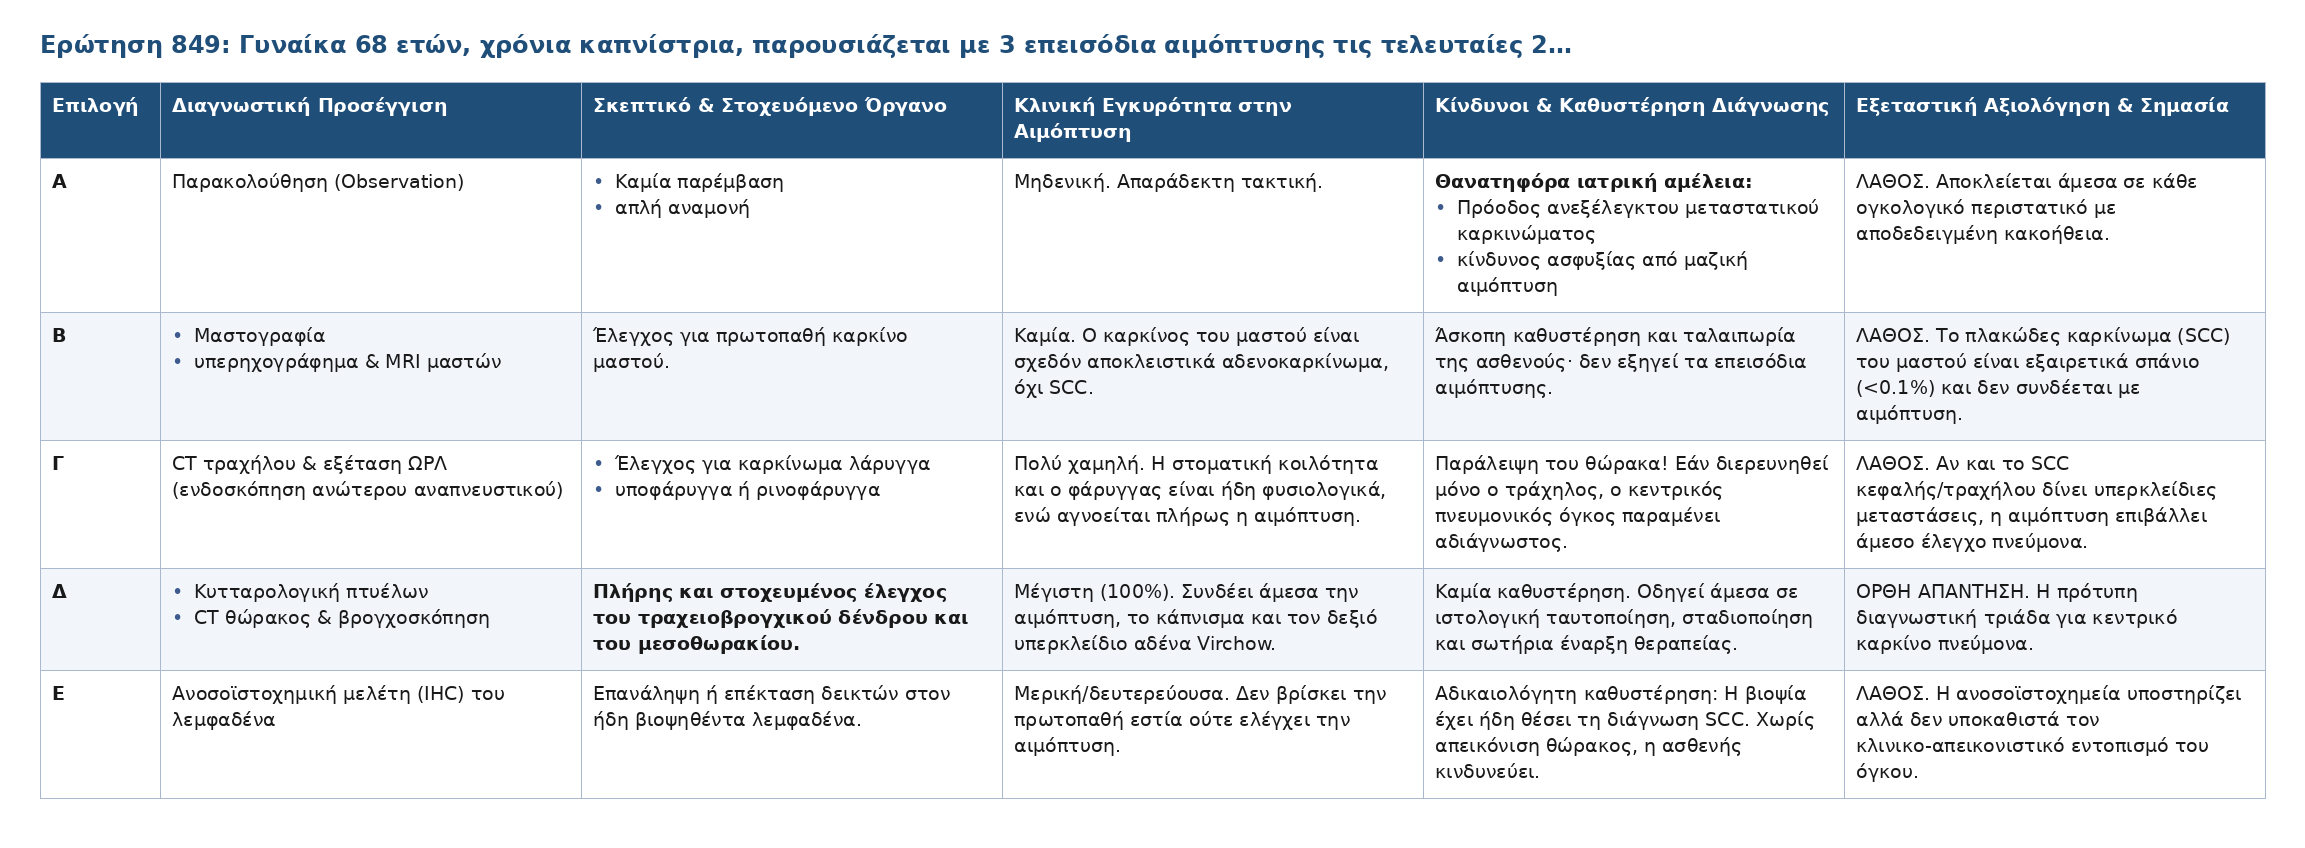 Ερώτηση 849: Γυναίκα 68 ετών, χρόνια καπνίστρια, παρουσιάζεται με 3 επεισόδια αιμόπτυσης τις τελευταίες 2...
Επιλογή
Διαγνωστική Προσέγγιση
Σκεπτικό & Στοχευόμενο Όργανο
Κλινική Εγκυρότητα στην
Αιμόπτυση
Κίνδυνοι & Καθυστέρηση Διάγνωσης
Εξεταστική Αξιολόγηση & Σημασία
Α
Παρακολούθηση (Observation)
• Καμία παρέμβαση
• απλή αναμονή
Μηδενική. Απαράδεκτη τακτική.
Θανατηφόρα ιατρική αμέλεια:
• Πρόοδος ανεξέλεγκτου μεταστατικού
καρκινώματος
• κίνδυνος ασφυξίας από μαζική
αιμόπτυση
ΛΑΘΟΣ. Αποκλείεται άμεσα σε κάθε
ογκολογικό περιστατικό με
αποδεδειγμένη κακοήθεια.
Β
• Μαστογραφία
• υπερηχογράφημα & MRI μαστών
Έλεγχος για πρωτοπαθή καρκίνο
μαστού.
Καμία. Ο καρκίνος του μαστού είναι
σχεδόν αποκλειστικά αδενοκαρκίνωμα,
όχι SCC.
Άσκοπη καθυστέρηση και ταλαιπωρία
της ασθενούς· δεν εξηγεί τα επεισόδια
αιμόπτυσης.
ΛΑΘΟΣ. Το πλακώδες καρκίνωμα (SCC)
του μαστού είναι εξαιρετικά σπάνιο
(<0.1%) και δεν συνδέεται με
αιμόπτυση.
Γ
CT τραχήλου & εξέταση ΩΡΛ
(ενδοσκόπηση ανώτερου αναπνευστικού)
• Έλεγχος για καρκίνωμα λάρυγγα
• υποφάρυγγα ή ρινοφάρυγγα
Πολύ χαμηλή. Η στοματική κοιλότητα
και ο φάρυγγας είναι ήδη φυσιολογικά,
ενώ αγνοείται πλήρως η αιμόπτυση.
Παράλειψη του θώρακα! Εάν διερευνηθεί
μόνο ο τράχηλος, ο κεντρικός
πνευμονικός όγκος παραμένει
αδιάγνωστος.
ΛΑΘΟΣ. Αν και το SCC
κεφαλής/τραχήλου δίνει υπερκλείδιες
μεταστάσεις, η αιμόπτυση επιβάλλει
άμεσο έλεγχο πνεύμονα.
Δ
• Κυτταρολογική πτυέλων
• CT θώρακος & βρογχοσκόπηση
Πλήρης και στοχευμένος έλεγχος
του τραχειοβρογχικού δένδρου και
του μεσοθωρακίου.
Μέγιστη (100%). Συνδέει άμεσα την
αιμόπτυση, το κάπνισμα και τον δεξιό
υπερκλείδιο αδένα Virchow.
Καμία καθυστέρηση. Οδηγεί άμεσα σε
ιστολογική ταυτοποίηση, σταδιοποίηση
και σωτήρια έναρξη θεραπείας.
ΟΡΘΗ ΑΠΑΝΤΗΣΗ. Η πρότυπη
διαγνωστική τριάδα για κεντρικό
καρκίνο πνεύμονα.
Ε
Ανοσοϊστοχημική μελέτη (IHC) του
λεμφαδένα
Επανάληψη ή επέκταση δεικτών στον
ήδη βιοψηθέντα λεμφαδένα.
Μερική/δευτερεύουσα. Δεν βρίσκει την
πρωτοπαθή εστία ούτε ελέγχει την
αιμόπτυση.
Αδικαιολόγητη καθυστέρηση: Η βιοψία
έχει ήδη θέσει τη διάγνωση SCC. Χωρίς
απεικόνιση θώρακος, η ασθενής
κινδυνεύει.
ΛΑΘΟΣ. Η ανοσοϊστοχημεία υποστηρίζει
αλλά δεν υποκαθιστά τον
κλινικο-απεικονιστικό εντοπισμό του
όγκου.